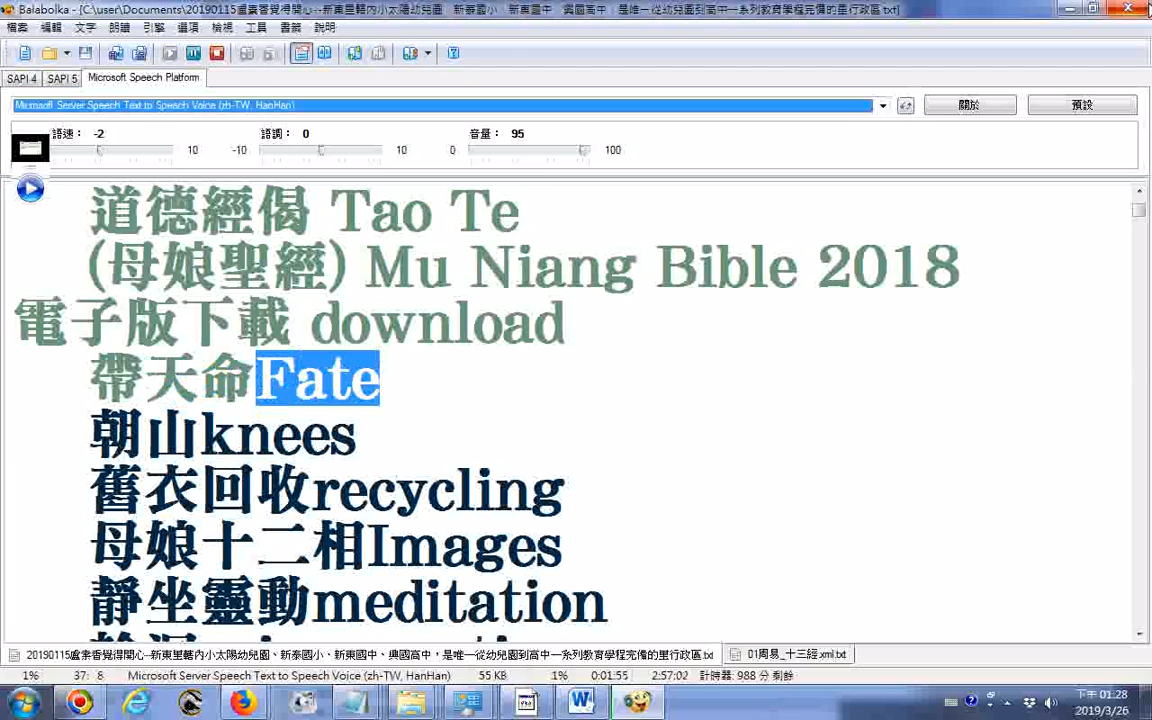 Balabolka - [C:\user\Documents\20190115盧素香覺得開心--新東里轄內小太陽幼兒園、新泰國小、新東國中、興國高中，是唯一從幼兒園到高中一系列教育學程完備的里行政區.txt]
檔案 編輯 文字 朗讀 引擎 選項 檢視 工具 書籤 說明
SAPI 4 SAPI 5 Microsoft Speech Platform
Microsoft Server Speech Text to Speech Voice (zh-TW, HanHan) 關於 預設
語速： -2 語調： 0 音量： 95
10 -10 10 0 100
道德經偈 Tao Te
(母娘聖經) Mu Niang Bible 2018
電子版下載 download
帶天命Fate
朝山knees
舊衣回收recycling
母娘十二相Images
靜坐靈動meditation
20190115盧素香覺得開心--新東里轄內小太陽幼兒園、新泰國小、新東國中、興國高中，是唯一從幼兒園到高中一系列教育學程完備的里行政區.txt 01周易_十三經.xml.txt
1% 37: 8 Microsoft Server Speech Text to Speech Voice (zh-TW, HanHan) 55 KB 1% 0:01:55 2:57:02 計時器: 988 分 剩餘
下午 01:28
2019/3/26